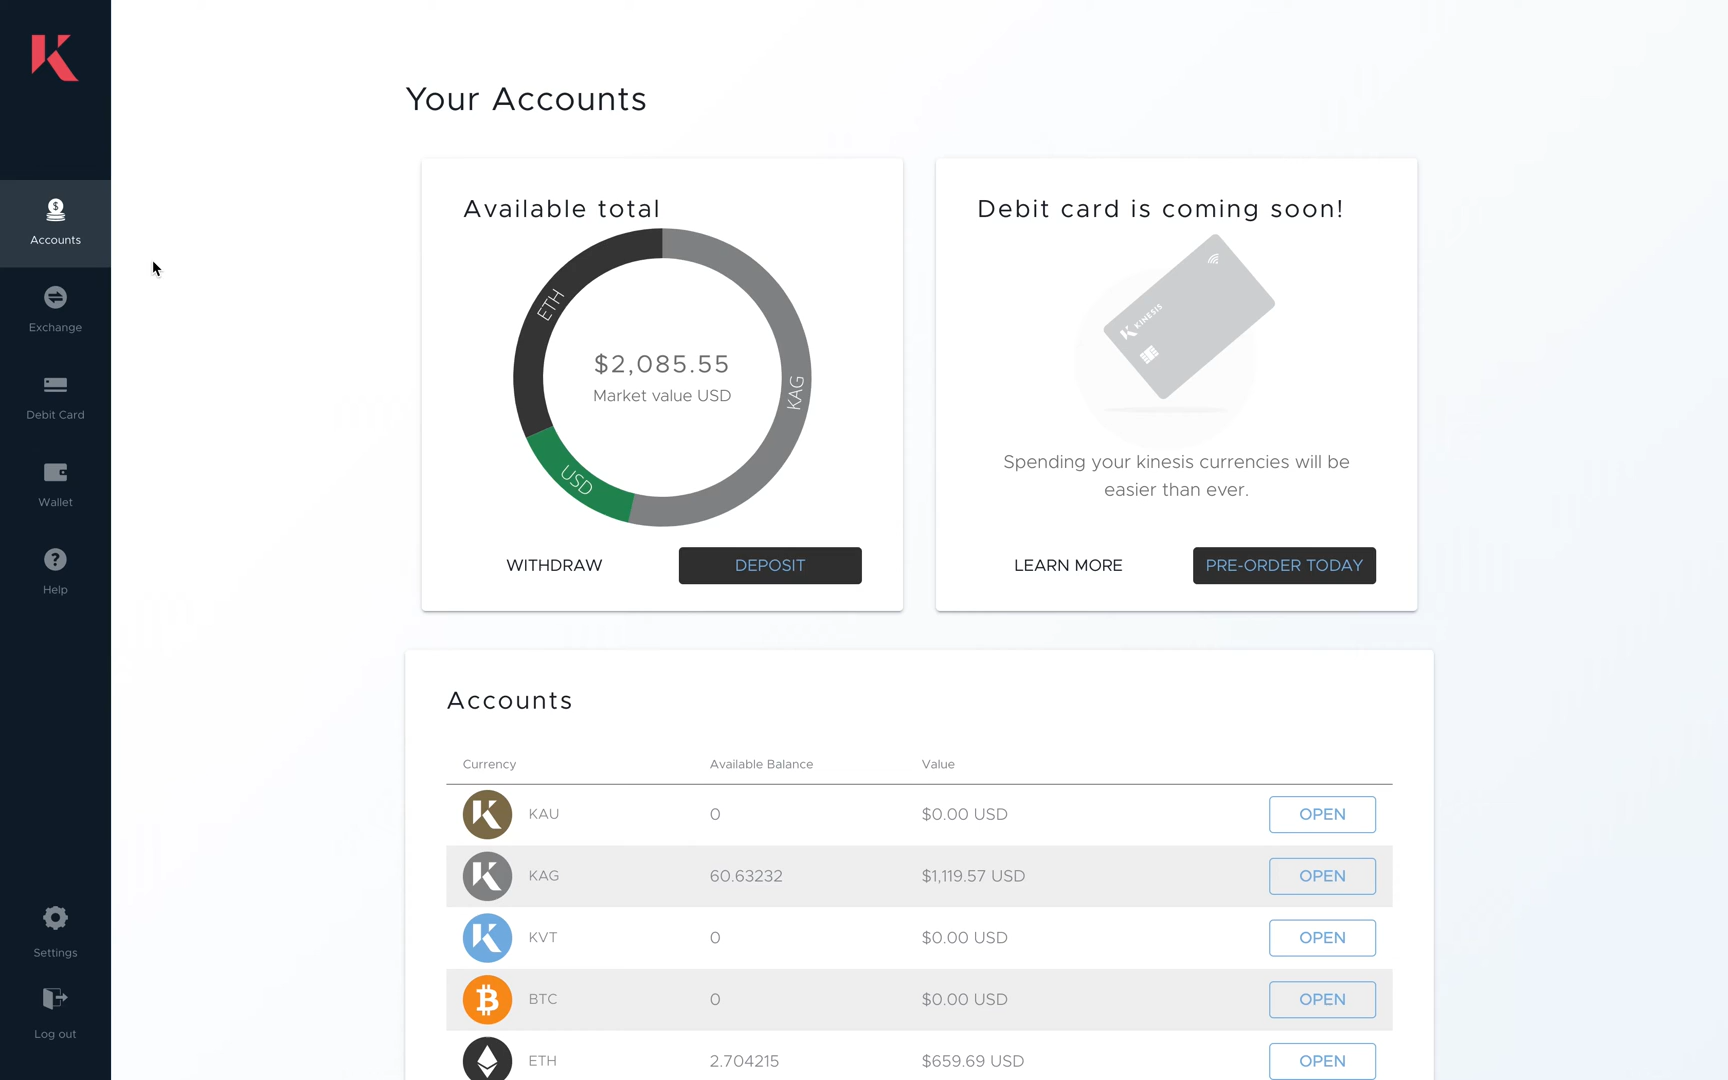 Your Accounts
Accounts
Exchange
Debit Card
Wallet
Help
Settings
Log out
Available total
ETH
KAG
USD
$2,085.55
Market value USD
WITHDRAW
DEPOSIT
Debit card is coming soon!
KINESIS
Spending your kinesis currencies will be
easier than ever.
LEARN MORE
PRE-ORDER TODAY
Accounts
Currency Available Balance Value
KAU 0 $0.00 USD OPEN
KAG 60.63232 $1,119.57 USD OPEN
KVT 0 $0.00 USD OPEN
BTC 0 $0.00 USD OPEN
ETH 2.704215 $659.69 USD OPEN